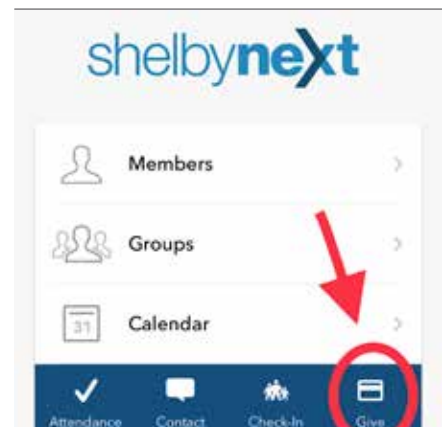 shelbynext
Members
Groups
31
Calendar
Attendance Contact Check-In Give